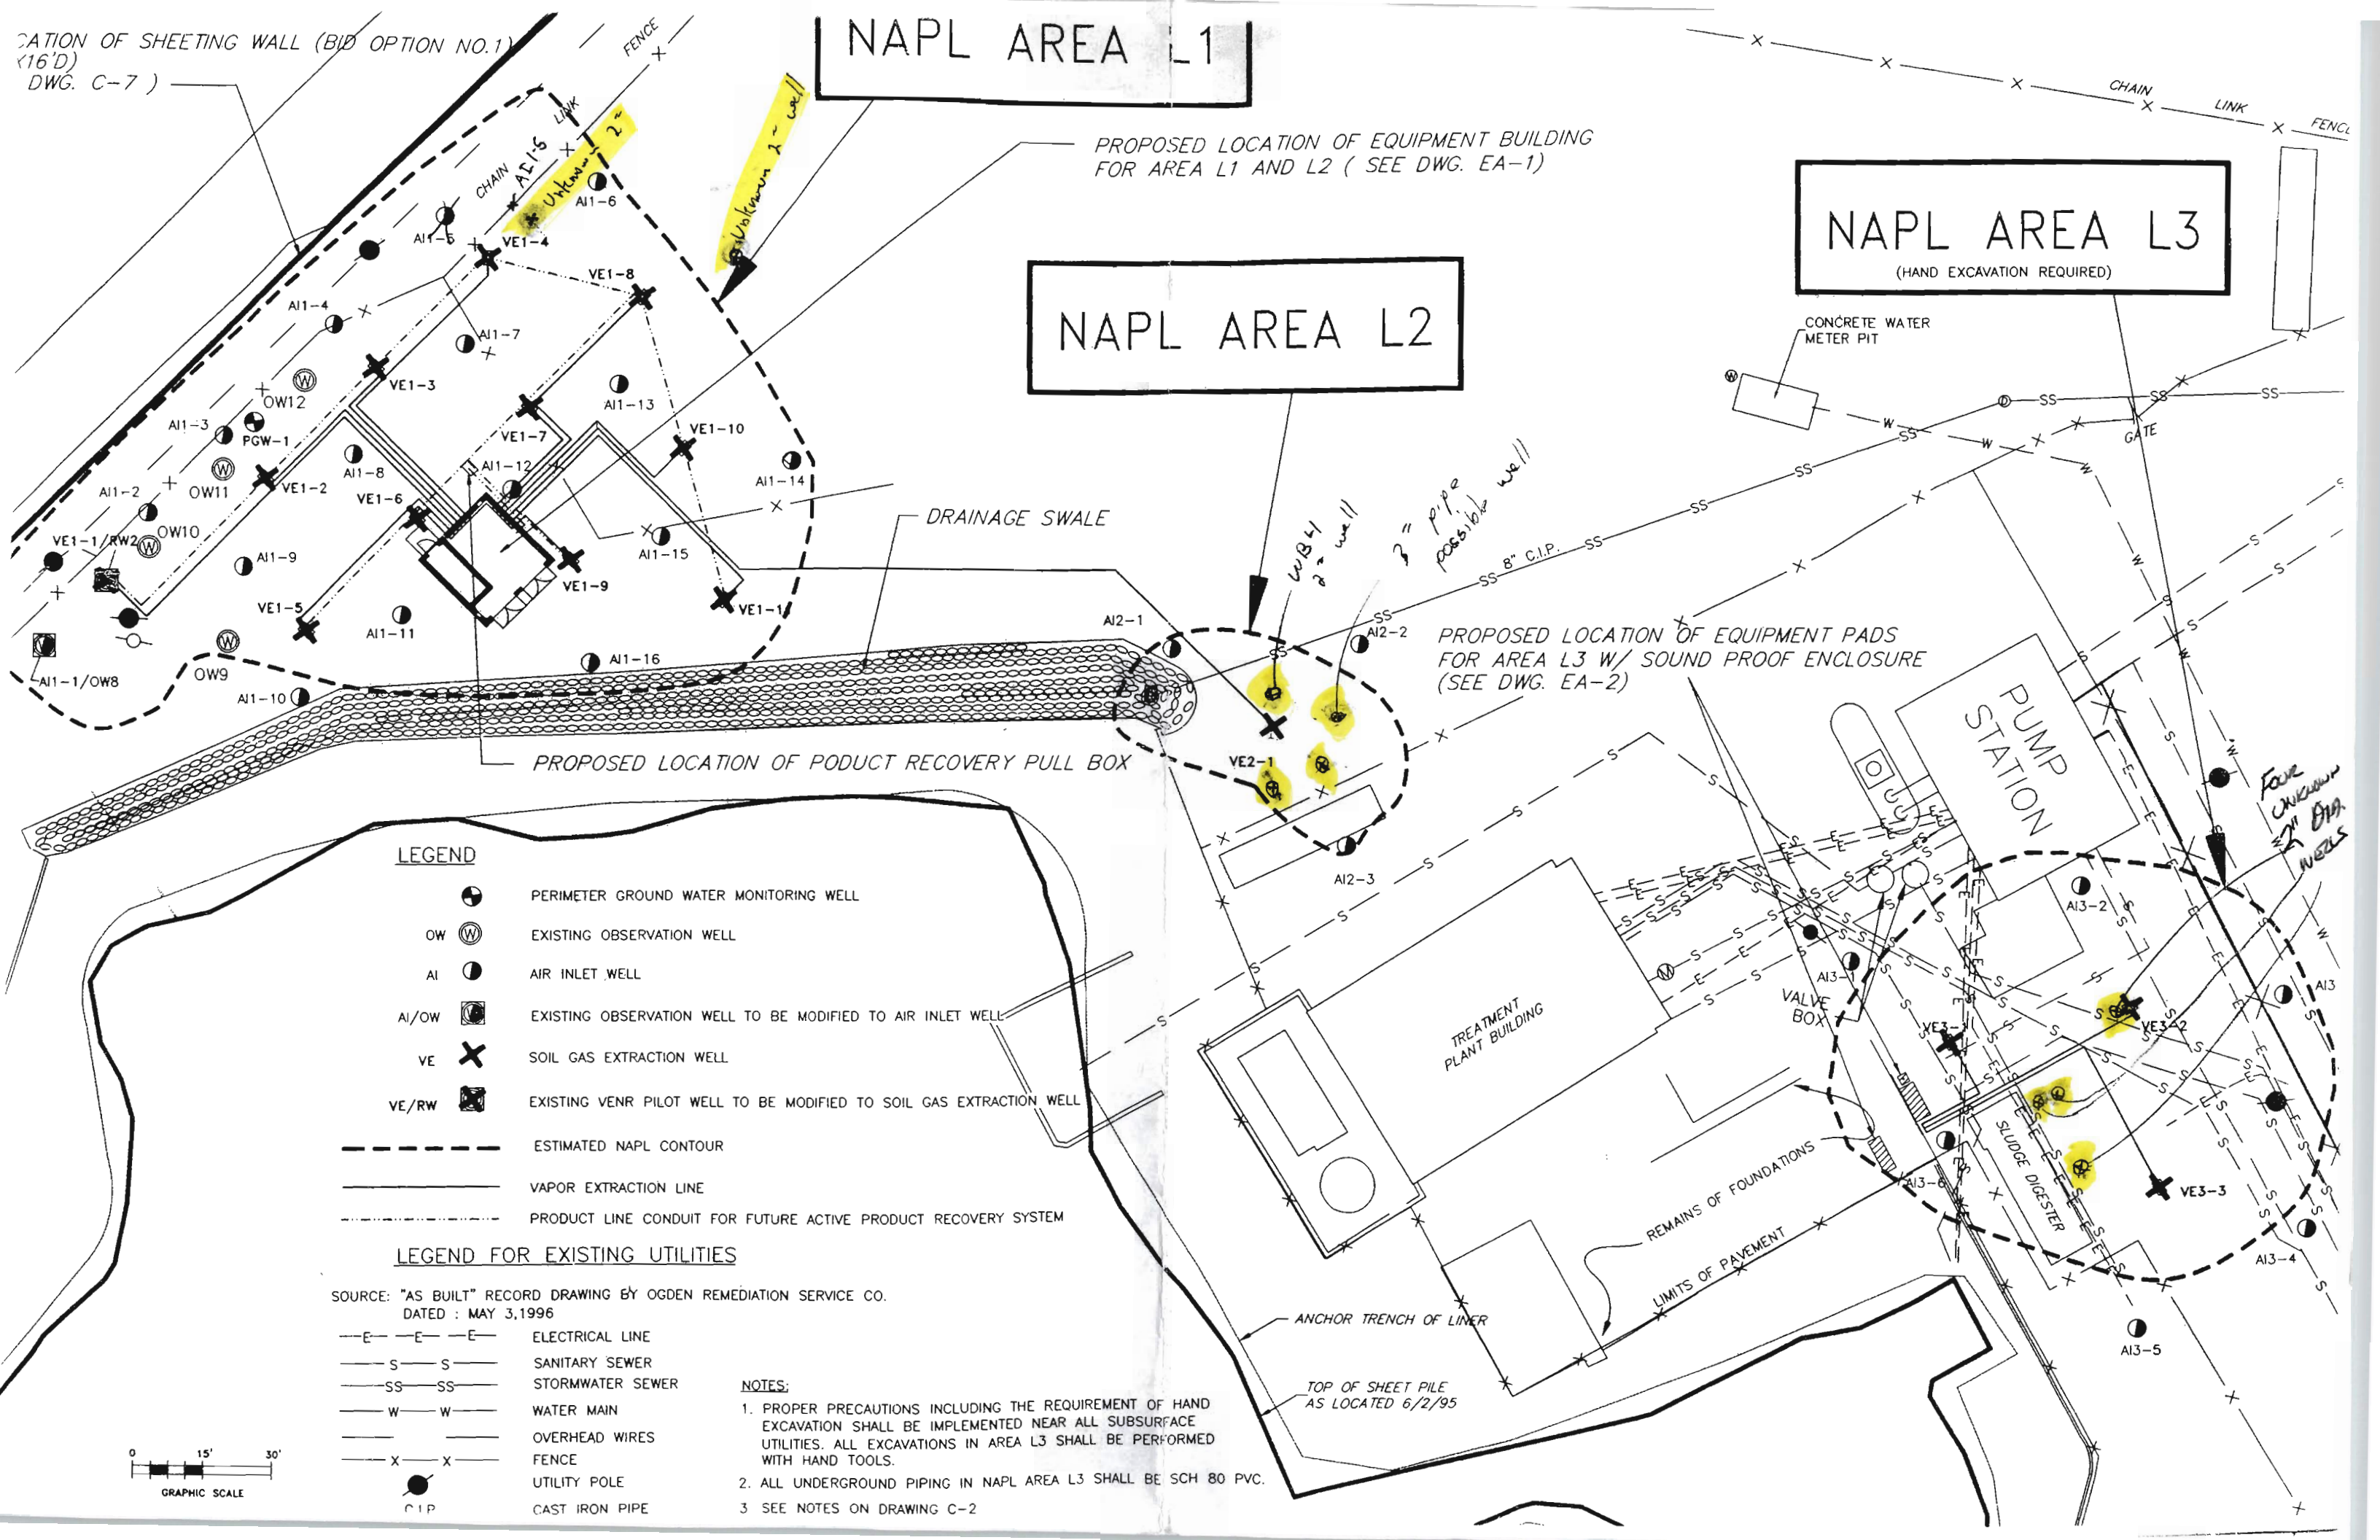 CATION OF SHEETING WALL (BID OPTION NO.1)
X16'D)
DWG. C-7 )
FENCE
LINK
CHAIN
AI1-6
* Unknown 2"
Unknown 2" well
NAPL AREA L1
PROPOSED LOCATION OF EQUIPMENT BUILDING
FOR AREA L1 AND L2 ( SEE DWG. EA-1)
CHAIN
LINK
FENCE
NAPL AREA L3
(HAND EXCAVATION REQUIRED)
NAPL AREA L2
CONCRETE WATER
METER PIT
GATE
AI1-6
AI1-5
VE1-4
VE1-8
AI1-4
AI1-7
VE1-3
OW12
AI1-13
AI1-3
PGW-1
VE1-7
VE1-10
AI1-8
AI1-12
AI1-14
AI1-2
OW11
VE1-2
VE1-6
OW10
VE1-1/RW2
AI1-15
AI1-9
VE1-9
VE1-5
VE1-11
AI1-11
AI1-16
AI1-1/OW8
OW9
AI1-10
DRAINAGE SWALE
WB4
2" well
3" pipe
possible well
8" C.I.P.
AI2-1
AI2-2
VE2-1
AI2-3
PROPOSED LOCATION OF EQUIPMENT PADS
FOR AREA L3 W/ SOUND PROOF ENCLOSURE
(SEE DWG. EA-2)
PROPOSED LOCATION OF PODUCT RECOVERY PULL BOX
PUMP
STATION
FOUR
UNKNOWN
2" DIA.
WELLS
AI3-2
AI3-1
VALVE
BOX
AI3
VE3-1
VE3-2
TREATMENT
PLANT BUILDING
SLUDGE DIGESTER
AI3-6
VE3-3
AI3-4
AI3-5
REMAINS OF FOUNDATIONS
LIMITS OF PAVEMENT
ANCHOR TRENCH OF LINER
TOP OF SHEET PILE
AS LOCATED 6/2/95
LEGEND
PERIMETER GROUND WATER MONITORING WELL
OW W EXISTING OBSERVATION WELL
AI AIR INLET WELL
AI/OW EXISTING OBSERVATION WELL TO BE MODIFIED TO AIR INLET WELL
VE SOIL GAS EXTRACTION WELL
VE/RW EXISTING VENR PILOT WELL TO BE MODIFIED TO SOIL GAS EXTRACTION WELL
ESTIMATED NAPL CONTOUR
VAPOR EXTRACTION LINE
PRODUCT LINE CONDUIT FOR FUTURE ACTIVE PRODUCT RECOVERY SYSTEM
LEGEND FOR EXISTING UTILITIES
SOURCE: "AS BUILT" RECORD DRAWING BY OGDEN REMEDIATION SERVICE CO.
DATED : MAY 3,1996
E E E ELECTRICAL LINE
S S SANITARY SEWER
SS SS STORMWATER SEWER
W W WATER MAIN
OVERHEAD WIRES
X X FENCE
UTILITY POLE
C I P CAST IRON PIPE
0 15' 30'
GRAPHIC SCALE
NOTES:
1. PROPER PRECAUTIONS INCLUDING THE REQUIREMENT OF HAND
EXCAVATION SHALL BE IMPLEMENTED NEAR ALL SUBSURFACE
UTILITIES. ALL EXCAVATIONS IN AREA L3 SHALL BE PERFORMED
WITH HAND TOOLS.
2. ALL UNDERGROUND PIPING IN NAPL AREA L3 SHALL BE SCH 80 PVC.
3 SEE NOTES ON DRAWING C-2